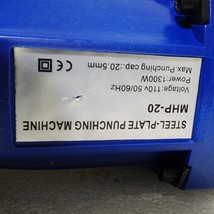 STEEL-PLATE PUNCHING MACHINE
MHP-20
Voltage:110v 50/60Hz
Power:1300W
Max.Punching cap.:20.5mm
CE